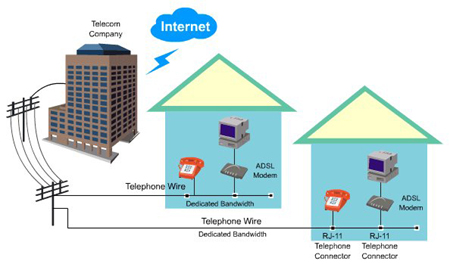 Telecom
Company
Internet
ADSL
Modem
Telephone Wire
Dedicated Bandwidth
ADSL
Modem
Telephone Wire
Dedicated Bandwidth
RJ-11
Telephone
Connector
RJ-11
Telephone
Connector